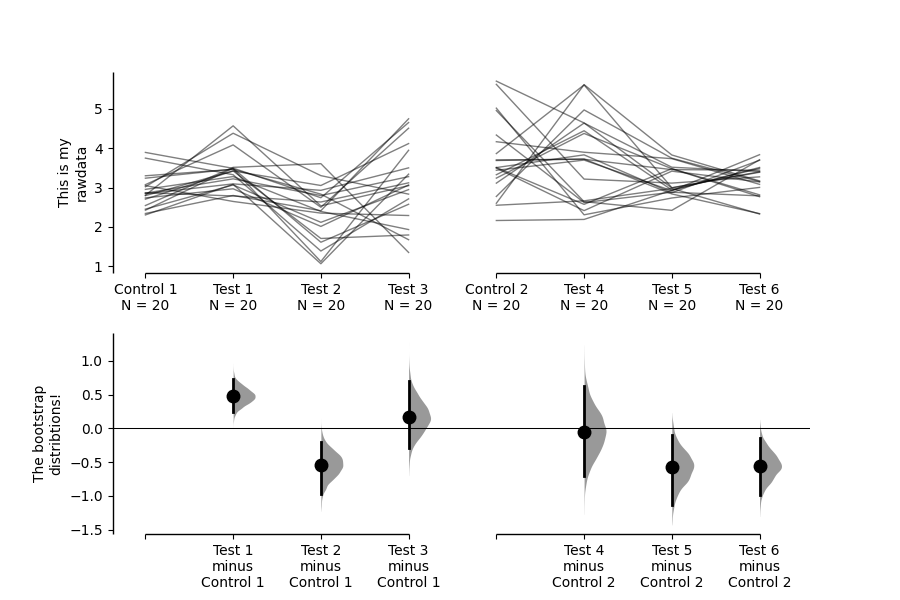 This is my
rawdata
5
4
3
2
1
Control 1
N = 20
Test 1
N = 20
Test 2
N = 20
Test 3
N = 20
Control 2
N = 20
Test 4
N = 20
Test 5
N = 20
Test 6
N = 20
The bootstrap
distribtions!
1.0
0.5
0.0
−0.5
−1.0
−1.5
Test 1
minus
Control 1
Test 2
minus
Control 1
Test 3
minus
Control 1
Test 4
minus
Control 2
Test 5
minus
Control 2
Test 6
minus
Control 2